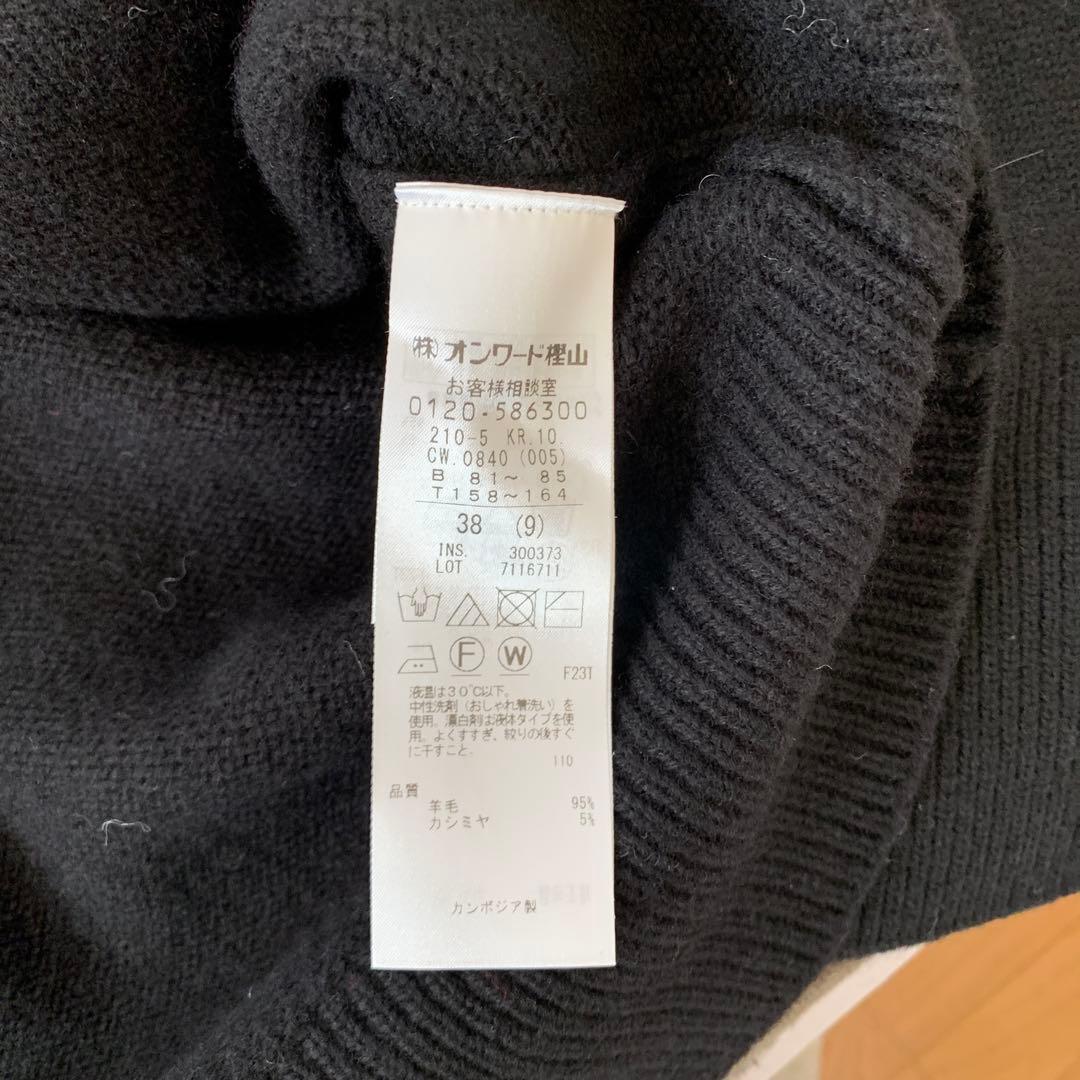 (株)オンワード樫山
お客様相談室
0120-586300
210-5 KR.10.
CW.0840 (005)
B 81~ 85
T158~164
38 (9)
INS. 300373
LOT 7116711
F W
F23T
液温は30℃以下。
中性洗剤(おしゃれ着洗い)を
使用。漂白剤は液体タイプを使
用。よくすすぎ、絞りの後すぐ
に干すこと。
110
品質
羊毛 95%
カシミヤ 5%
カンボジア製